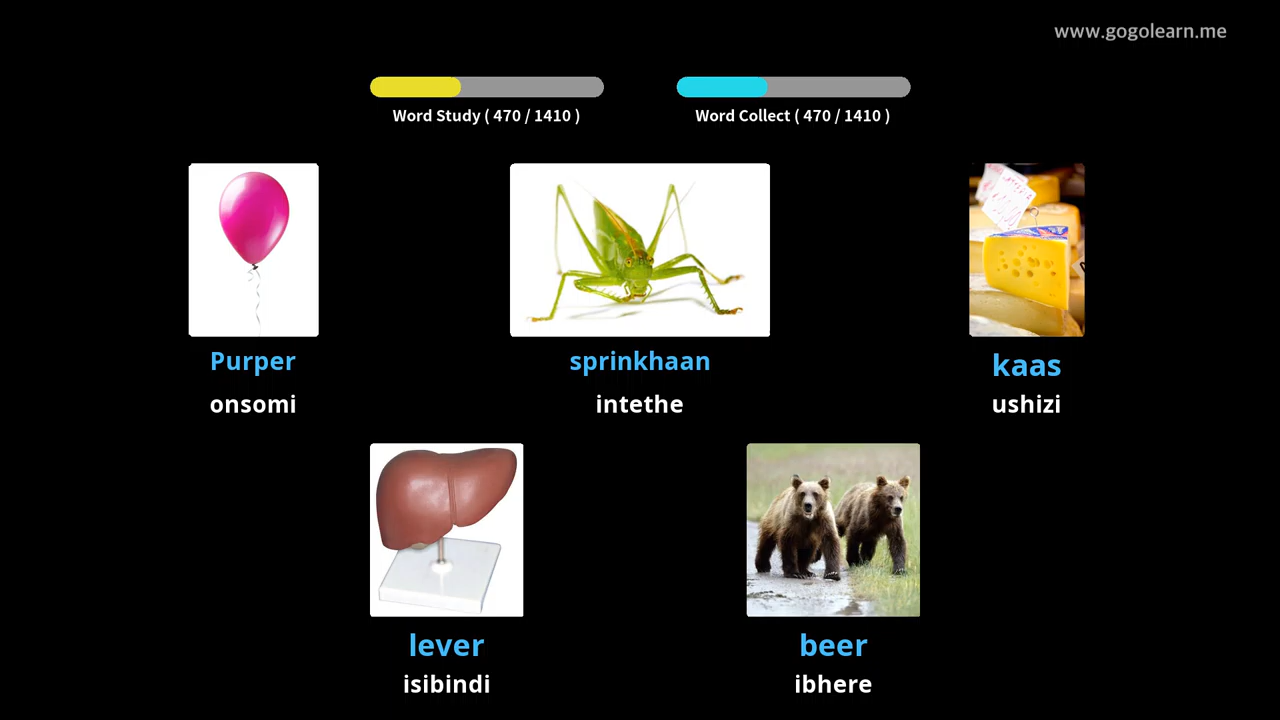 www.gogolearn.me
Word Study ( 470 / 1410 )
Word Collect ( 470 / 1410 )
Purper
onsomi
sprinkhaan
intethe
kaas
ushizi
lever
isibindi
beer
ibhere